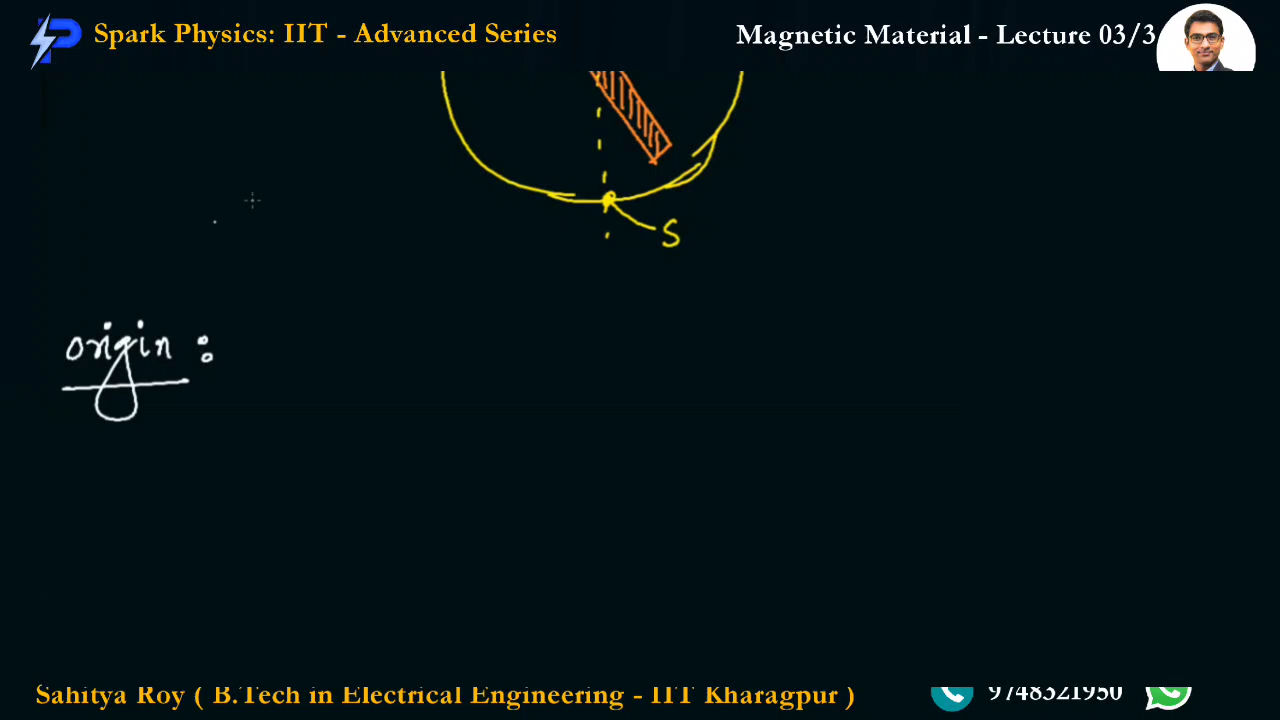 Spark Physics: IIT - Advanced Series
Magnetic Material - Lecture 03/3
S
origin :
Sahitya Roy ( B.Tech in Electrical Engineering - IIT Kharagpur )
9748321950